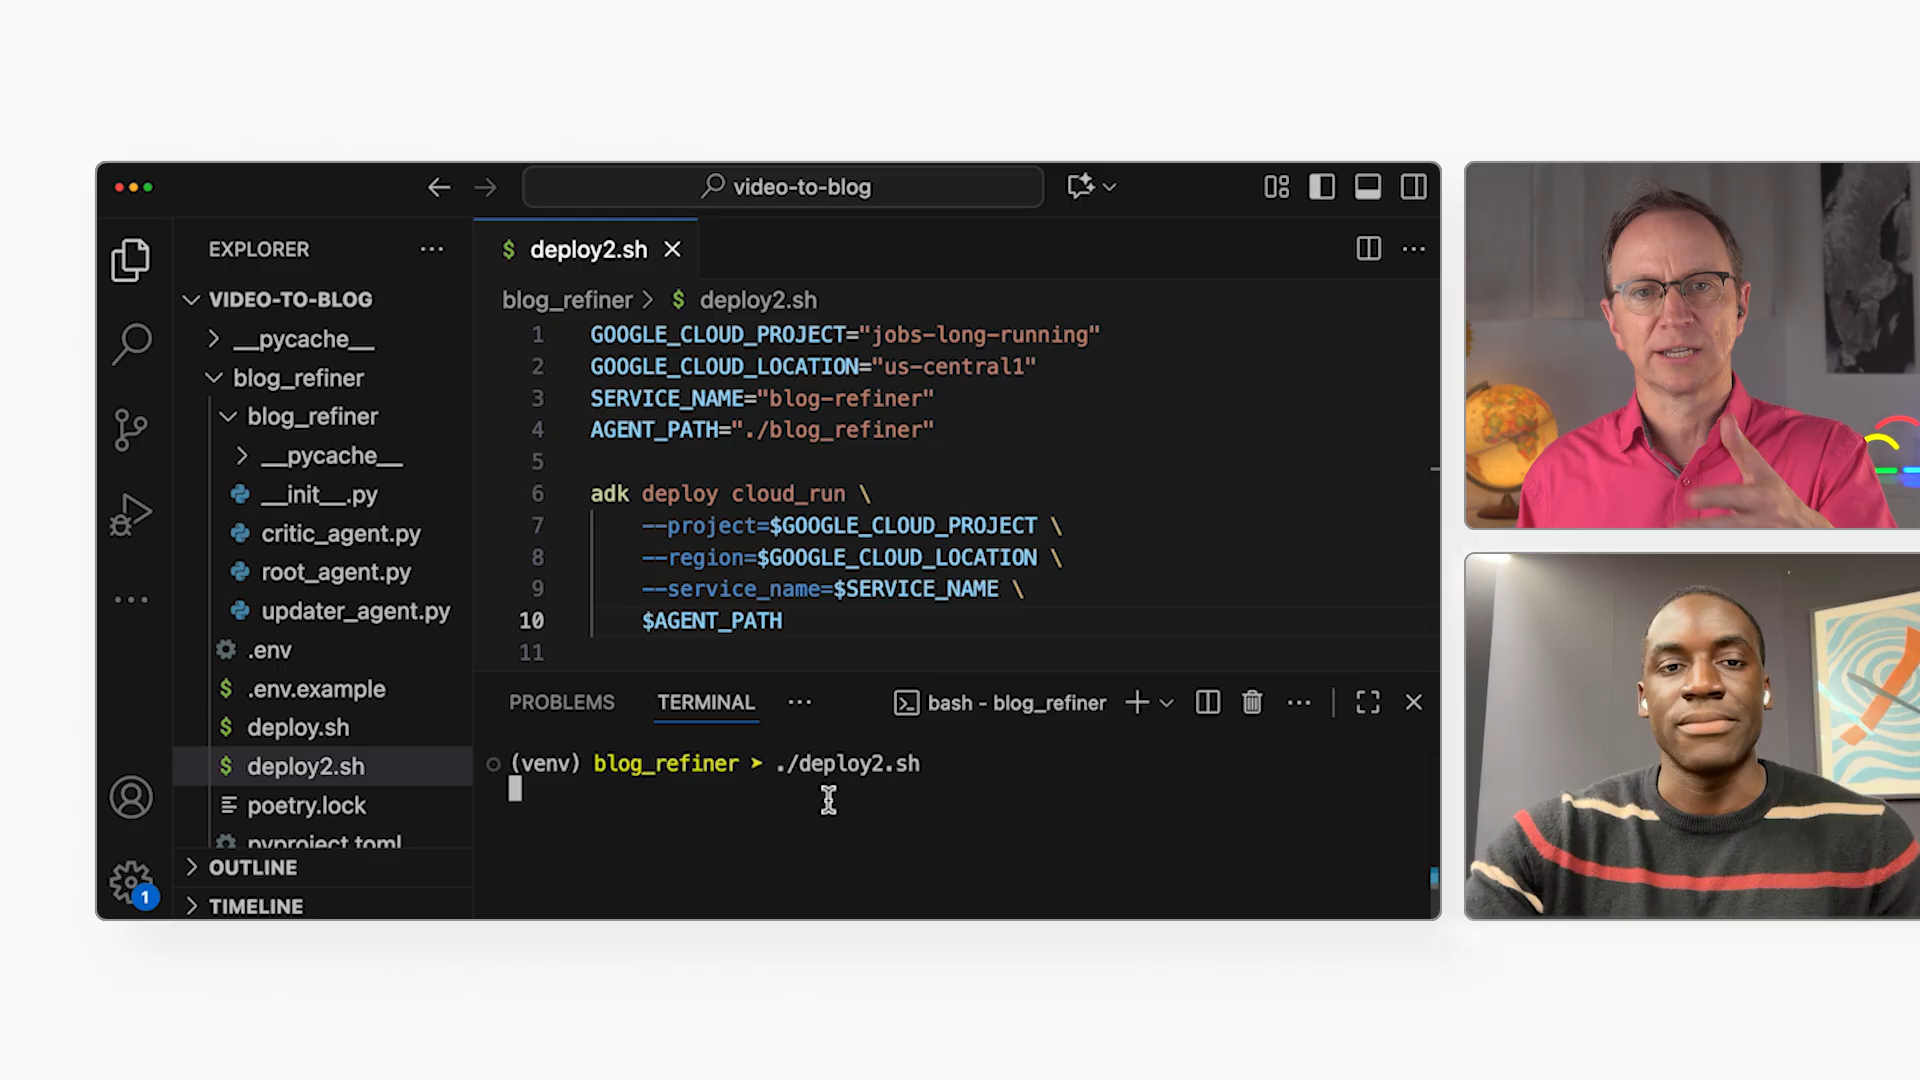 video-to-blog
EXPLORER
VIDEO-TO-BLOG
__pycache__
blog_refiner
blog_refiner
__pycache__
__init__.py
critic_agent.py
root_agent.py
updater_agent.py
.env
.env.example
deploy.sh
deploy2.sh
poetry.lock
pyproject.toml
OUTLINE
TIMELINE
1
deploy2.sh
blog_refiner > $ deploy2.sh
1 GOOGLE_CLOUD_PROJECT="jobs-long-running"
2 GOOGLE_CLOUD_LOCATION="us-central1"
3 SERVICE_NAME="blog-refiner"
4 AGENT_PATH="./blog_refiner"
5
6 adk deploy cloud_run \
7 --project=$GOOGLE_CLOUD_PROJECT \
8 --region=$GOOGLE_CLOUD_LOCATION \
9 --service_name=$SERVICE_NAME \
10 $AGENT_PATH
11
PROBLEMS TERMINAL bash - blog_refiner
(venv) blog_refiner ➤ ./deploy2.sh